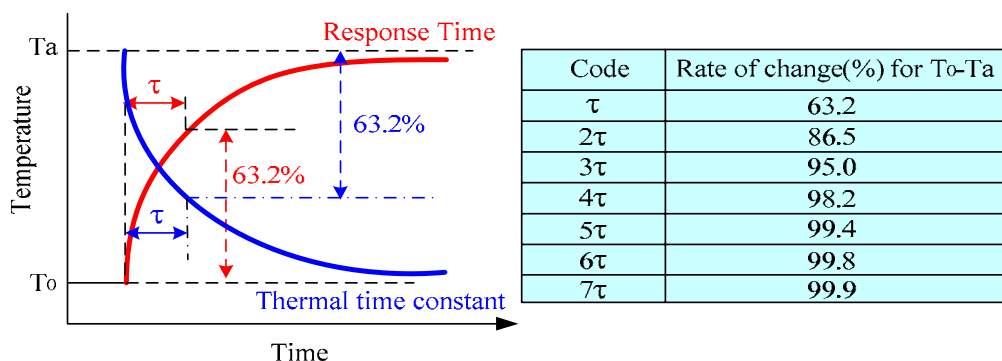 Response Time
Ta
τ
63.2%
63.2%
τ
Temperature
T0
Thermal time constant
Time
Code Rate of change(%) for T0-Ta
τ 63.2
2τ 86.5
3τ 95.0
4τ 98.2
5τ 99.4
6τ 99.8
7τ 99.9